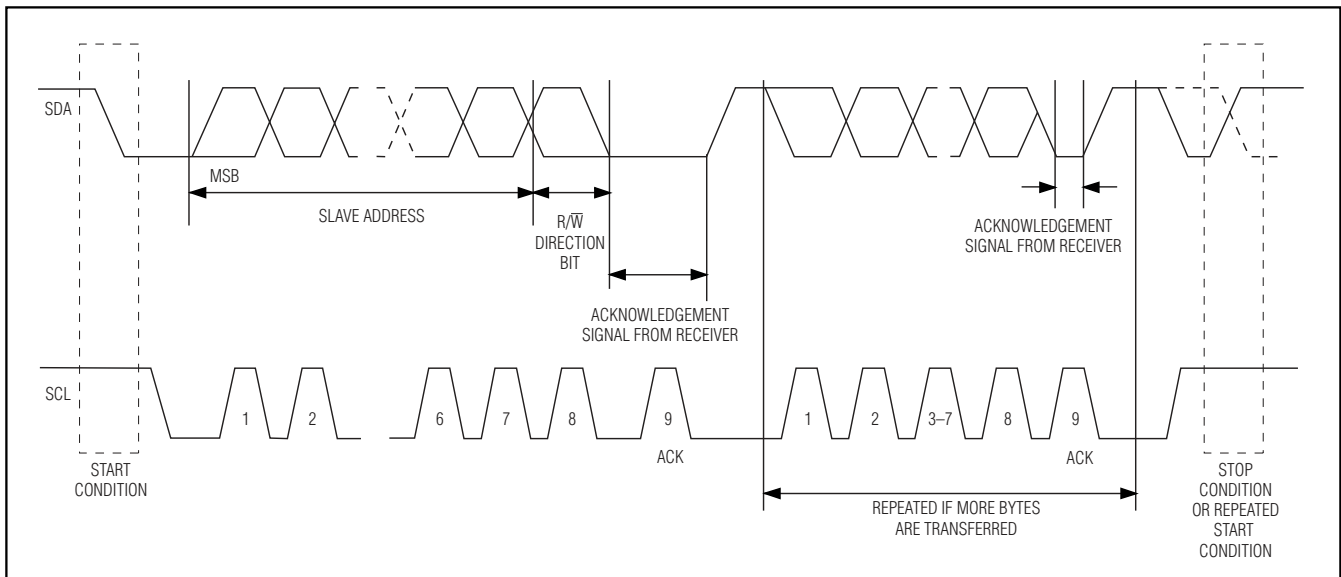 SDA
MSB
SLAVE ADDRESS
R/W̅
DIRECTION
BIT
ACKNOWLEDGEMENT
SIGNAL FROM RECEIVER
ACKNOWLEDGEMENT
SIGNAL FROM RECEIVER
SCL
1
2
6
7
8
9
ACK
1
2
3–7
8
9
ACK
START
CONDITION
REPEATED IF MORE BYTES
ARE TRANSFERRED
STOP
CONDITION
OR REPEATED
START
CONDITION